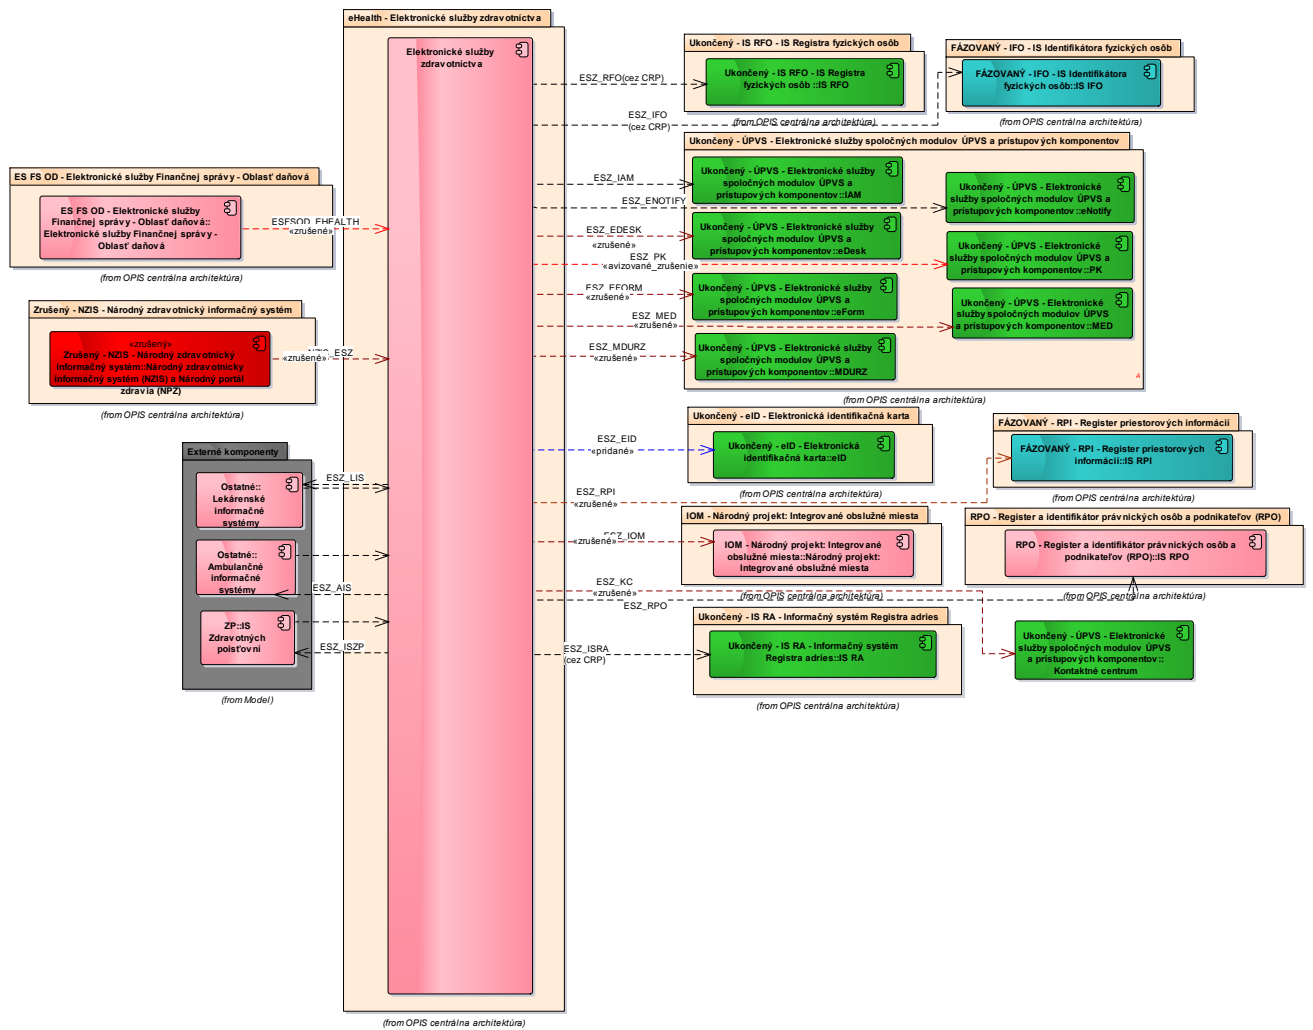 eHealth - Elektronické služby zdravotníctva
Elektronické služby
zdravotníctva
(from OPIS centrálna architektúra)
ES FS OD - Elektronické služby Finančnej správy - Oblasť daňová
ES FS OD - Elektronické služby
Finančnej správy - Oblasť daňová::
Elektronické služby Finančnej správy -
Oblasť daňová
(from OPIS centrálna architektúra)
ESFSOD_EHEALTH
«zrušené»
Zrušený - NZIS - Národný zdravotnícky informačný systém
«zrušený»
Zrušený - NZIS - Národný zdravotnícky
informačný systém::Národný zdravotnícky
informačný systém (NZIS) a Národný portál
zdravia (NPZ)
(from OPIS centrálna architektúra)
NZIS_ESZ
«zrušené»
Externé komponenty
Ostatné::
Lekárenské
informačné
systémy
ESZ_LIS
Ostatné::
Ambulančné
informačné
systémy
ESZ_AIS
ZP::IS
Zdravotných
poisťovní
ESZ_ISZP
(from Model)
Ukončený - IS RFO - IS Registra fyzických osôb
Ukončený - IS RFO - IS Registra
fyzických osôb ::IS RFO
(from OPIS centrálna architektúra)
ESZ_RFO(cez CRP)
FÁZOVANÝ - IFO - IS Identifikátora fyzických osôb
FÁZOVANÝ - IFO - IS Identifikátora
fyzických osôb::IS IFO
(from OPIS centrálna architektúra)
ESZ_IFO
(cez CRP)
Ukončený - ÚPVS - Elektronické služby spoločných modulov ÚPVS a prístupových komponentov
Ukončený - ÚPVS - Elektronické služby
spoločných modulov ÚPVS a
prístupových komponentov::IAM
ESZ_IAM
Ukončený - ÚPVS - Elektronické
služby spoločných modulov ÚPVS a
prístupových komponentov::eNotify
ESZ_ENOTIFY
Ukončený - ÚPVS - Elektronické služby
spoločných modulov ÚPVS a
prístupových komponentov::eDesk
ESZ_EDESK
«zrušené»
Ukončený - ÚPVS - Elektronické
služby spoločných modulov ÚPVS
a prístupových komponentov::PK
ESZ_PK
«avizované_zrušenie»
Ukončený - ÚPVS - Elektronické služby
spoločných modulov ÚPVS a
prístupových komponentov::eForm
ESZ_EFORM
«zrušené»
Ukončený - ÚPVS - Elektronické
služby spoločných modulov ÚPVS
a prístupových komponentov::MED
ESZ_MED
«zrušené»
Ukončený - ÚPVS - Elektronické služby
spoločných modulov ÚPVS a
prístupových komponentov::MDURZ
ESZ_MDURZ
«zrušené»
A
(from OPIS centrálna architektúra)
Ukončený - eID - Elektronická identifikačná karta
Ukončený - eID - Elektronická
identifikačná karta::eID
(from OPIS centrálna architektúra)
ESZ_EID
«pridané»
FÁZOVANÝ - RPI - Register priestorových informácií
FÁZOVANÝ - RPI - Register priestorových
informácií::IS RPI
(from OPIS centrálna architektúra)
ESZ_RPI
«zrušené»
IOM - Národný projekt: Integrované obslužné miesta
IOM - Národný projekt: Integrované
obslužné miesta::Národný projekt:
Integrované obslužné miesta
(from OPIS centrálna architektúra)
ESZ_IOM
«zrušené»
RPO - Register a identifikátor právnických osôb a podnikateľov (RPO)
RPO - Register a identifikátor právnických osôb a
podnikateľov (RPO)::IS RPO
(from OPIS centrálna architektúra)
ESZ_KC
«zrušené»
ESZ_RPO
Ukončený - IS RA - Informačný systém Registra adries
Ukončený - IS RA - Informačný systém
Registra adries::IS RA
(from OPIS centrálna architektúra)
ESZ_ISRA
(cez CRP)
Ukončený - ÚPVS - Elektronické
služby spoločných modulov ÚPVS
a prístupových komponentov::
Kontaktné centrum